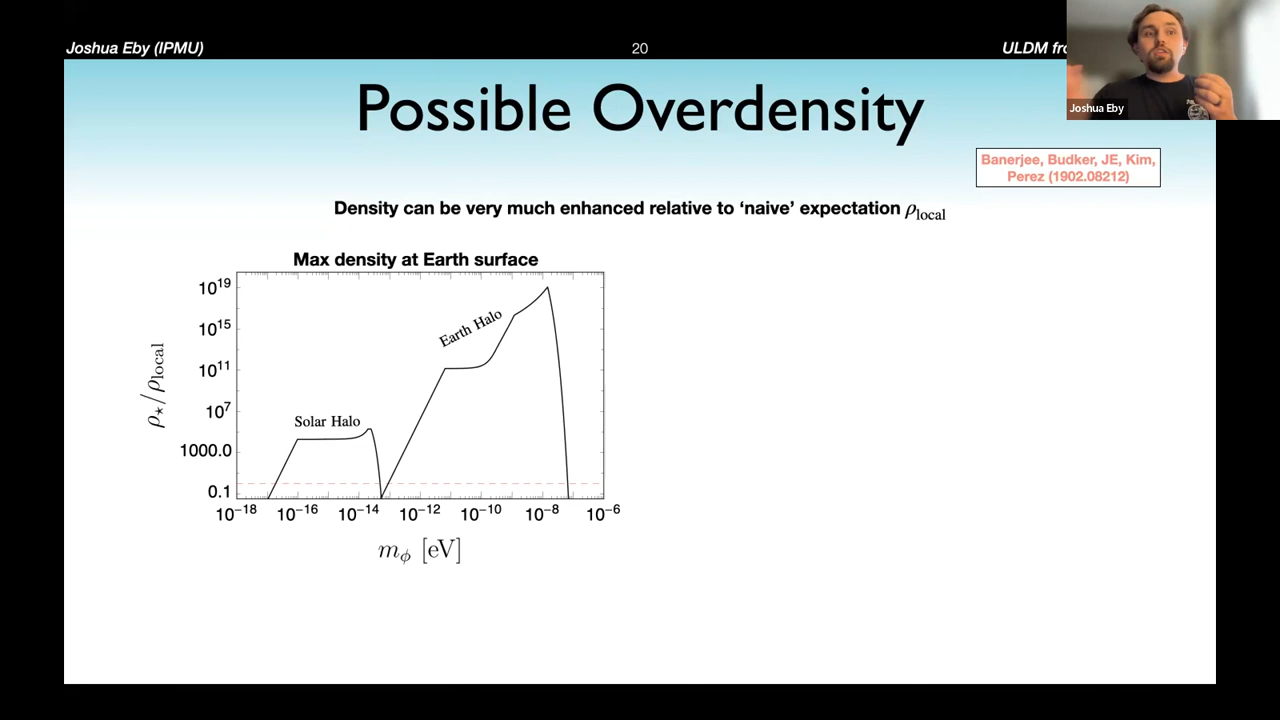 Joshua Eby (IPMU)
20
ULDM fro
Joshua Eby
Possible Overdensity
Banerjee, Budker, JE, Kim,
Perez (1902.08212)
Density can be very much enhanced relative to ‘naive’ expectation ρlocal
Max density at Earth surface
10^19
10^15
10^11
10^7
1000.0
0.1
ρ⋆/ρlocal
Earth Halo
Solar Halo
10^−18 10^−16 10^−14 10^−12 10^−10 10^−8 10^−6
mϕ [eV]